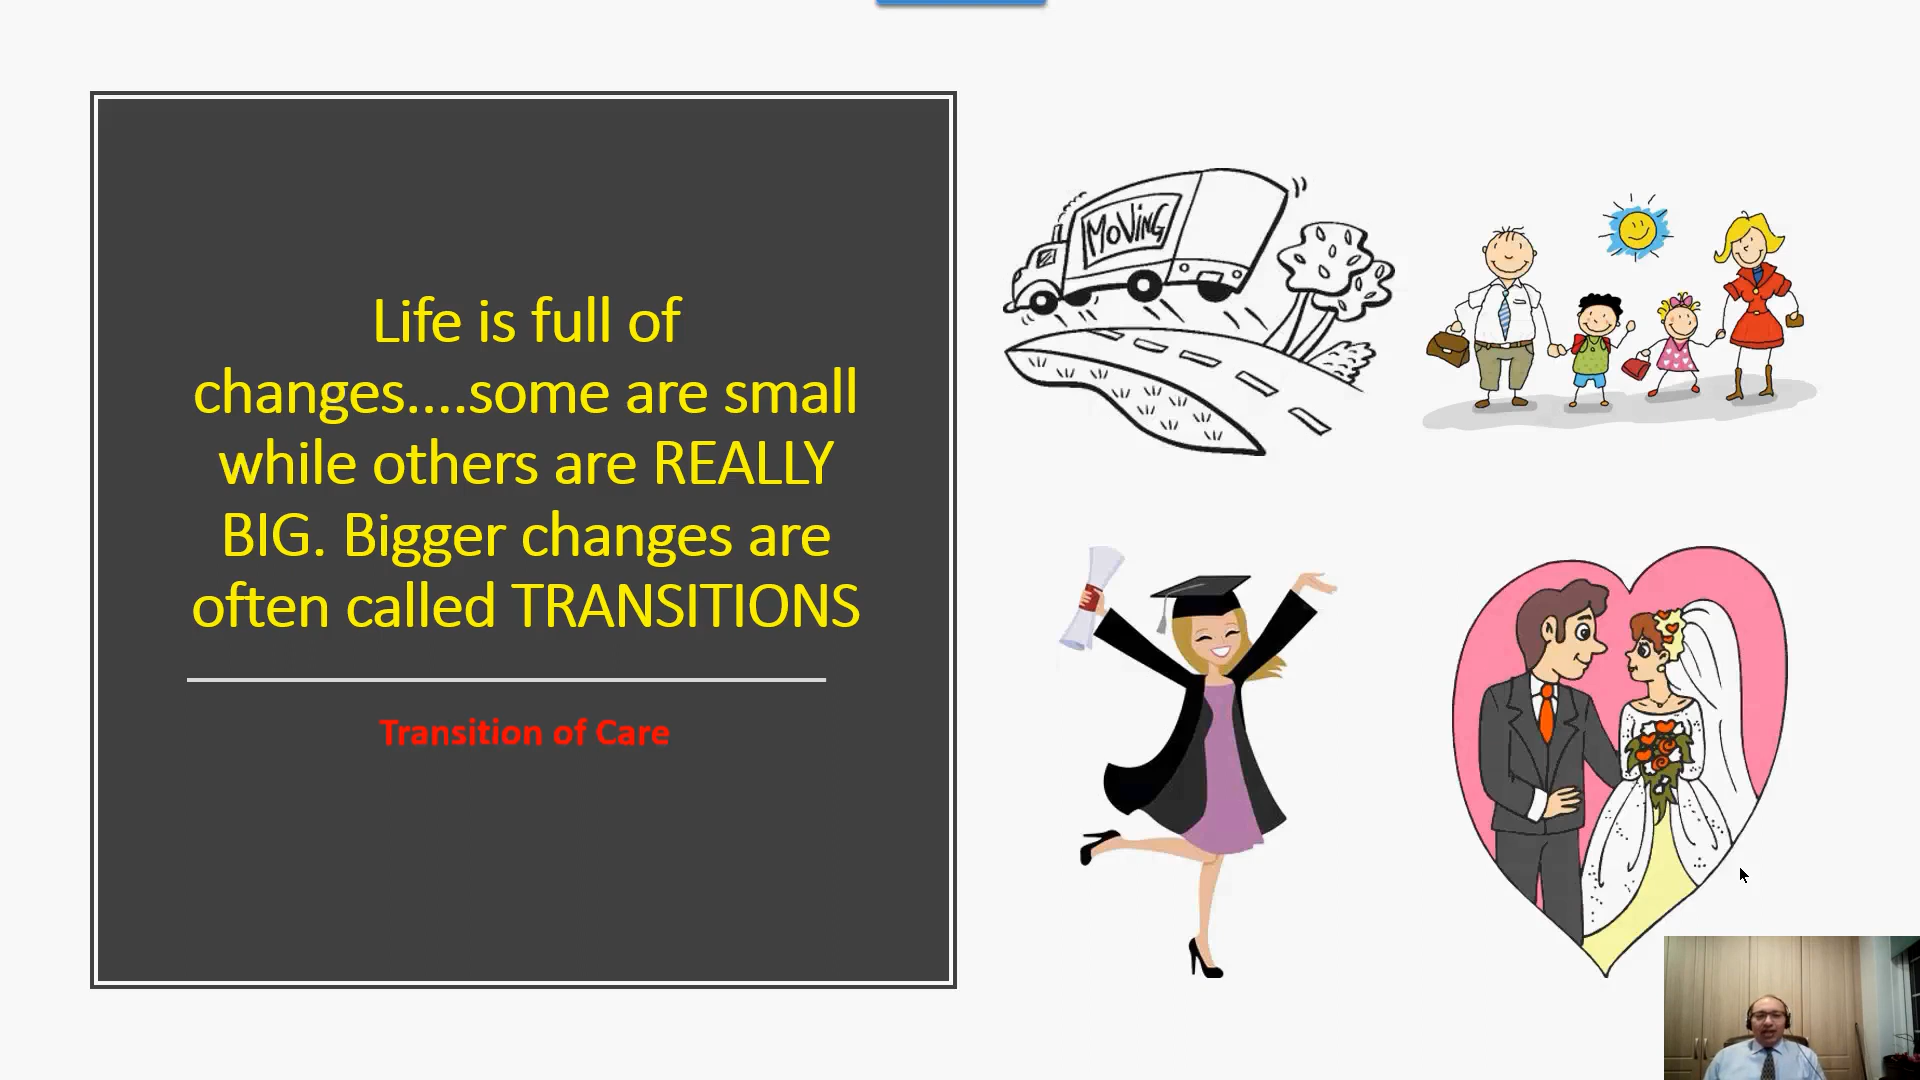 Life is full of
changes....some are small
while others are REALLY
BIG. Bigger changes are
often called TRANSITIONS
Transition of Care
MOVING